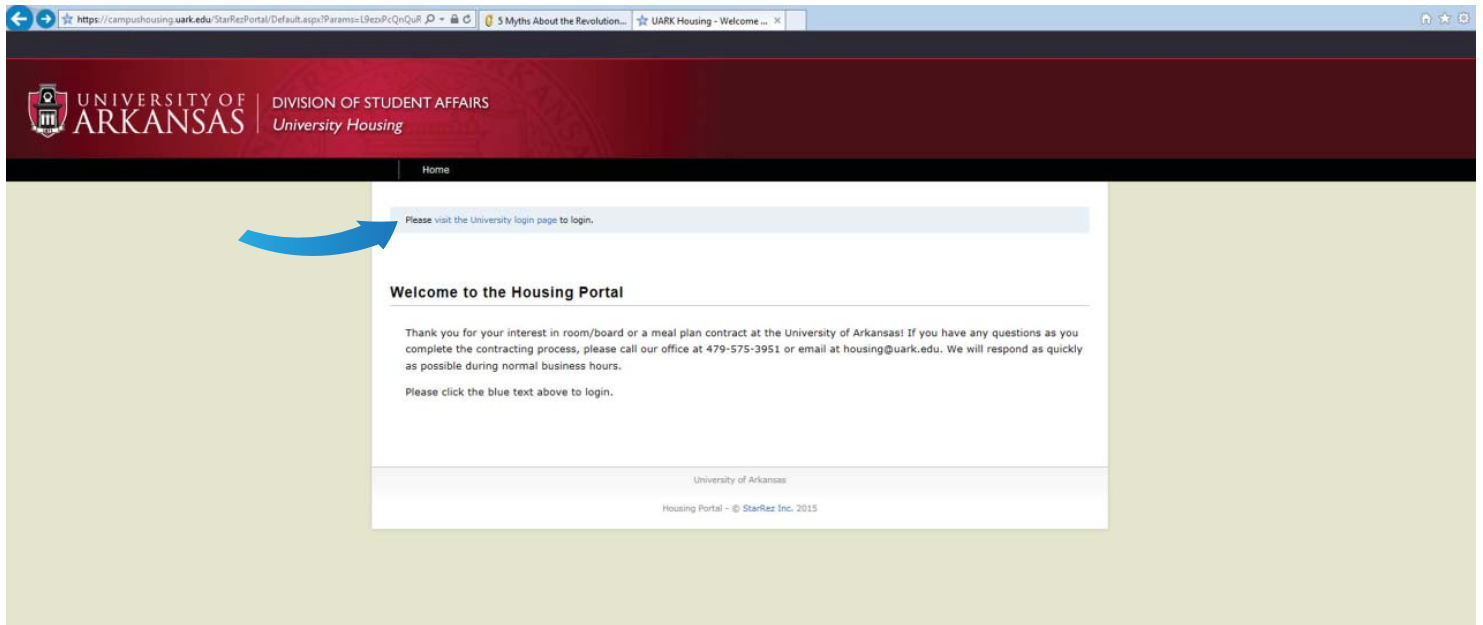 https://campushousing.uark.edu/StarRezPortal/Default.aspx?Params=L9ezxPcQnQuR
5 Myths About the Revolution...
UARK Housing - Welcome ...
UNIVERSITY OF
ARKANSAS
DIVISION OF STUDENT AFFAIRS
University Housing
Home
Please visit the University login page to login.
Welcome to the Housing Portal
Thank you for your interest in room/board or a meal plan contract at the University of Arkansas! If you have any questions as you
complete the contracting process, please call our office at 479-575-3951 or email at housing@uark.edu. We will respond as quickly
as possible during normal business hours.
Please click the blue text above to login.
University of Arkansas
Housing Portal - © StarRez Inc. 2015